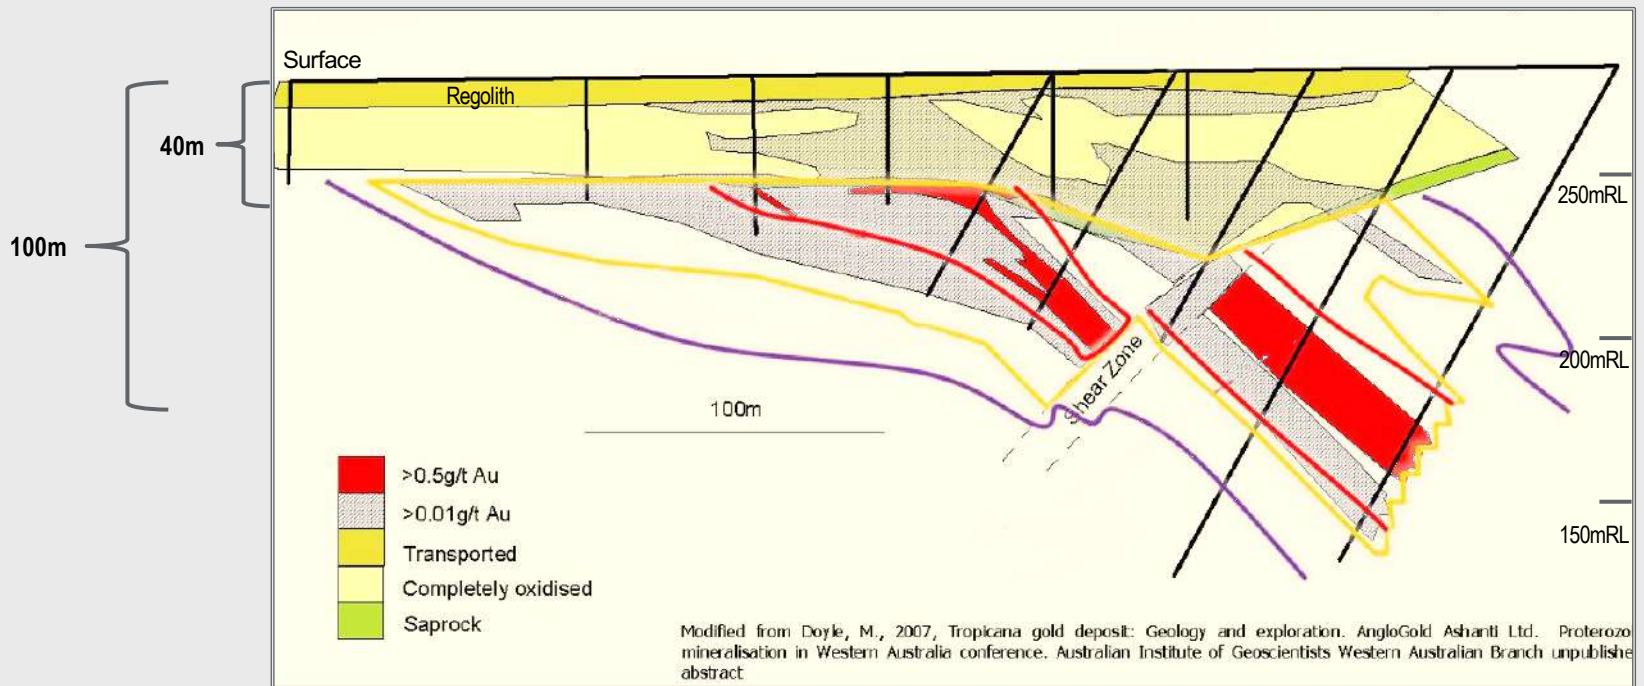 Surface
Regolith
40m
100m
250mRL
200mRL
150mRL
Shear Zone
100m
>0.5g/t Au
>0.01g/t Au
Transported
Completely oxidised
Saprock
Modified from Doyle, M., 2007, Tropicana gold deposit: Geology and exploration. AngloGold Ashanti Ltd. Proterozo
mineralisation in Western Australia conference. Australian Institute of Geoscientists Western Australian Branch unpublishe
abstract